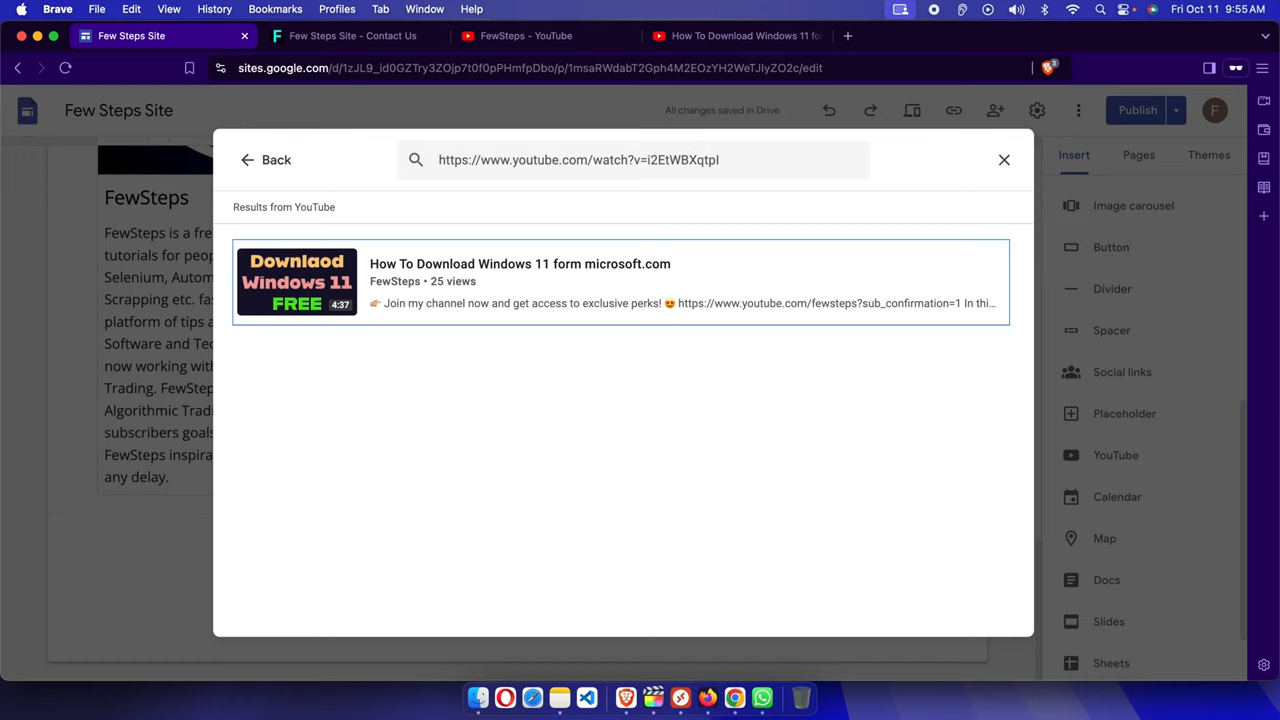 Brave File Edit View History Bookmarks Profiles Tab Window Help Fri Oct 11 9:55 AM
Few Steps Site
Few Steps Site - Contact Us
FewSteps - YouTube
How To Download Windows 11 fo
sites.google.com/d/1zJL9_id0GZTry3ZOjp7t0f0pPHmfpDbo/p/1msaRWdabT2Gph4M2EOzYH2WeTJIyZO2c/edit
3
Few Steps Site
All changes saved in Drive
Publish
F
Back
https://www.youtube.com/watch?v=i2EtWBXqtpI
Results from YouTube
Downlaod
Windows 11
FREE
4:37
How To Download Windows 11 form microsoft.com
FewSteps • 25 views
👉 Join my channel now and get access to exclusive perks! 😍 https://www.youtube.com/fewsteps?sub_confirmation=1 In thi...
FewSteps
FewSteps is a fre
tutorials for peop
Selenium, Autom
Scrapping etc. fas
platform of tips a
Software and Tec
now working with
Trading. FewStep
Algorithmic Tradi
subscribers goals
FewSteps inspira
any delay.
Insert
Pages
Themes
Image carousel
Button
Divider
Spacer
Social links
Placeholder
YouTube
Calendar
Map
Docs
Slides
Sheets